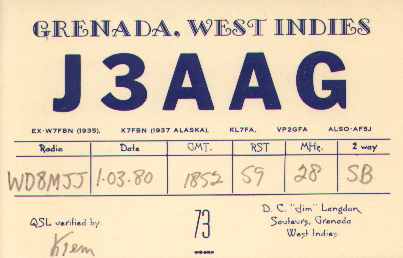 GRENADA, WEST INDIES
J3AAG
EX-W7FBN (1935), K7FBN (1937 ALASKA), KL7FA, VP2GFA ALSO-AF5J
Radio Date GMT. RST MHz. 2 way
WD8MJJ 1-03-80 1852 59 28 SB
QSL verified by:
73
D. C. "Jim" Langdon,
Sauteurs, Grenada
West Indies